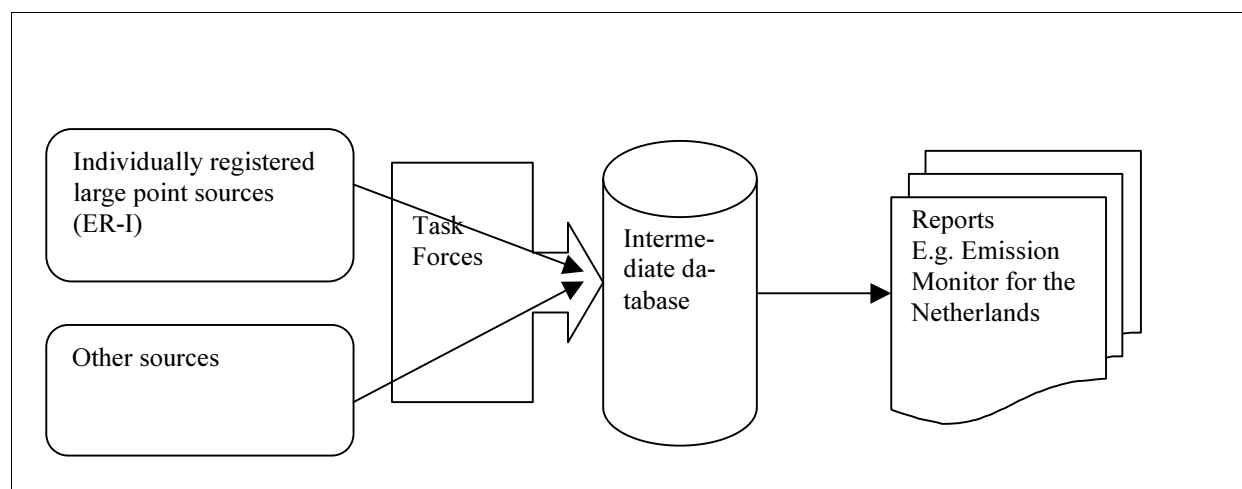 Individually registered
large point sources
(ER-I)
Other sources
Task
Forces
Interme-
diate da-
tabase
Reports
E.g. Emission
Monitor for the
Netherlands